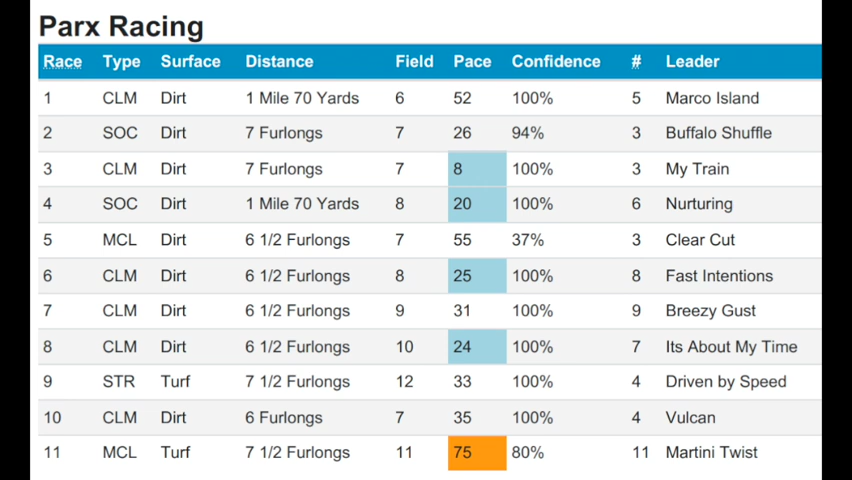 Parx Racing
Race Type Surface Distance Field Pace Confidence # Leader
1 CLM Dirt 1 Mile 70 Yards 6 52 100% 5 Marco Island
2 SOC Dirt 7 Furlongs 7 26 94% 3 Buffalo Shuffle
3 CLM Dirt 7 Furlongs 7 8 100% 3 My Train
4 SOC Dirt 1 Mile 70 Yards 8 20 100% 6 Nurturing
5 MCL Dirt 6 1/2 Furlongs 7 55 37% 3 Clear Cut
6 CLM Dirt 6 1/2 Furlongs 8 25 100% 8 Fast Intentions
7 CLM Dirt 6 1/2 Furlongs 9 31 100% 9 Breezy Gust
8 CLM Dirt 6 1/2 Furlongs 10 24 100% 7 Its About My Time
9 STR Turf 7 1/2 Furlongs 12 33 100% 4 Driven by Speed
10 CLM Dirt 6 Furlongs 7 35 100% 4 Vulcan
11 MCL Turf 7 1/2 Furlongs 11 75 80% 11 Martini Twist